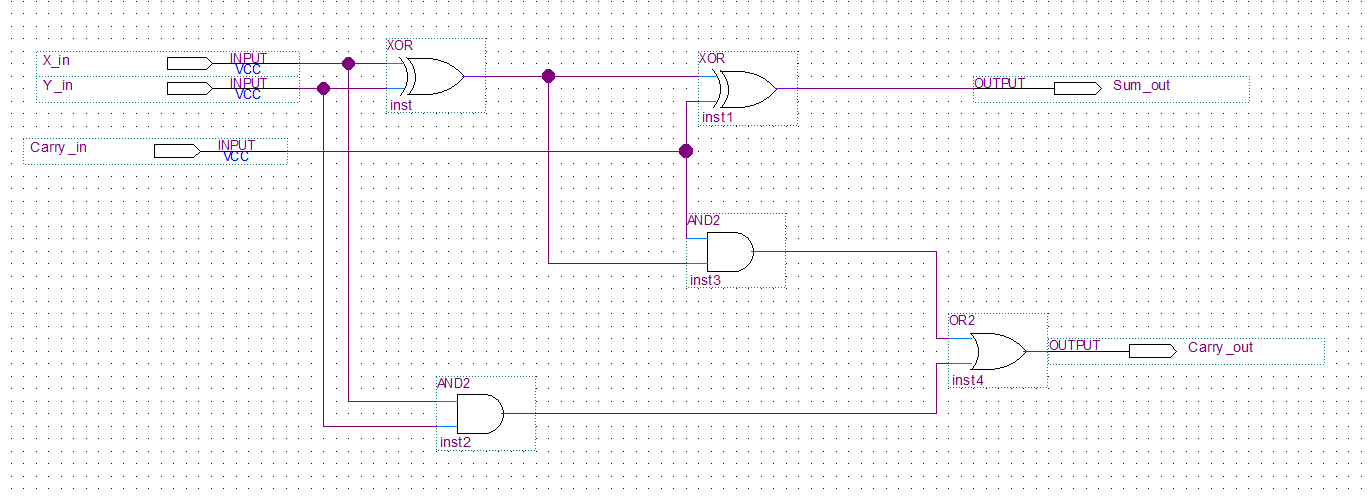 XOR
X_in INPUT
VCC
XOR
Y_in INPUT
VCC
OUTPUT Sum_out
inst
inst1
Carry_in INPUT
VCC
AND2
inst3
OR2
OUTPUT Carry_out
inst4
AND2
inst2